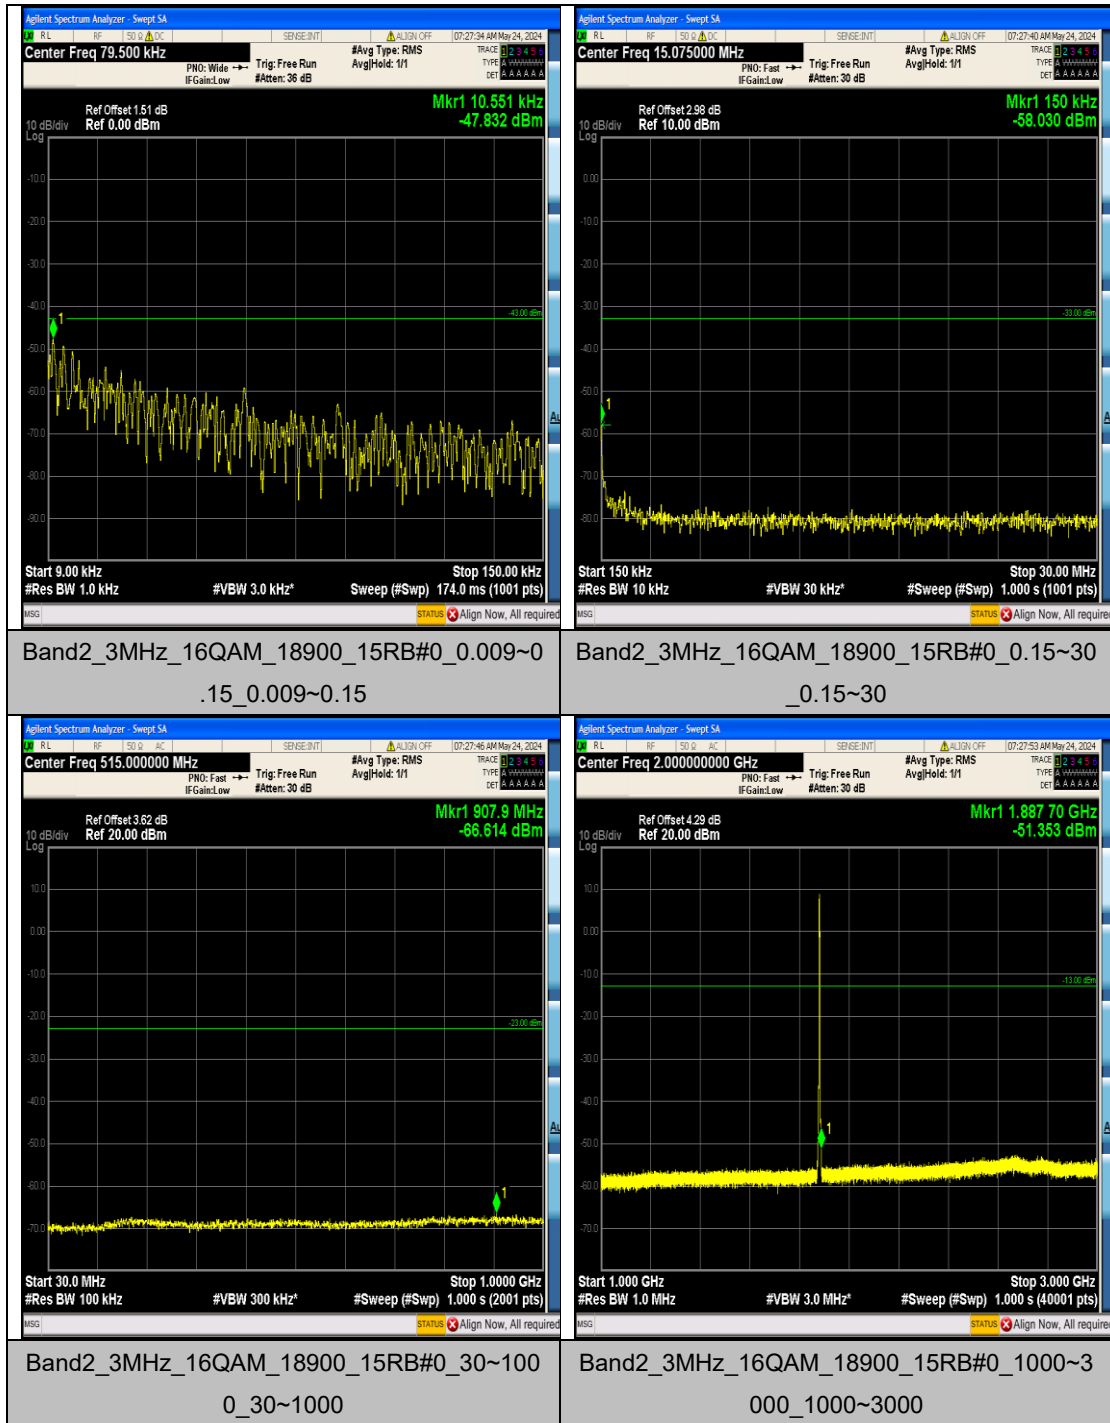 Agilent Spectrum Analyzer - Swept SA
RL RF 50 Ω DC SENSE:INT ALIGN OFF 07:27:34 AM May 24, 2024
Center Freq 79.500 kHz
PNO: Wide
IFGain:Low
Trig: Free Run
#Atten: 36 dB
#Avg Type: RMS
Avg|Hold: 1/1
TRACE 1 2 3 4 5 6
TYPE A
DET A A A A A A
Mkr1 10.551 kHz
-47.832 dBm
Ref Offset 1.51 dB
10 dB/div Ref 0.00 dBm
Log
-10.0
-20.0
-30.0
-40.0
-43.00 dBm
1
-50.0
-60.0
-70.0
-80.0
-90.0
Start 9.00 kHz Stop 150.00 kHz
#Res BW 1.0 kHz #VBW 3.0 kHz* Sweep (#Swp) 174.0 ms (1001 pts)
MSG STATUS Align Now, All required
Agilent Spectrum Analyzer - Swept SA
RL RF 50 Ω DC SENSE:INT ALIGN OFF 07:27:40 AM May 24, 2024
Center Freq 15.075000 MHz
PNO: Fast
IFGain:Low
Trig: Free Run
#Atten: 30 dB
#Avg Type: RMS
Avg|Hold: 1/1
TRACE 1 2 3 4 5 6
TYPE A
DET A A A A A A
Mkr1 150 kHz
-58.030 dBm
Ref Offset 2.98 dB
10 dB/div Ref 10.00 dBm
Log
0.00
-10.0
-20.0
-30.0
-33.00 dBm
-40.0
-50.0
1
-60.0
-70.0
-80.0
Start 150 kHz Stop 30.00 MHz
#Res BW 10 kHz #VBW 30 kHz* Sweep (#Swp) 1.000 s (1001 pts)
MSG STATUS Align Now, All require
Band2_3MHz_16QAM_18900_15RB#0_0.009~0
.15_0.009~0.15
Band2_3MHz_16QAM_18900_15RB#0_0.15~30
_0.15~30
Agilent Spectrum Analyzer - Swept SA
RL RF 50 Ω AC SENSE:INT ALIGN OFF 07:27:46 AM May 24, 2024
Center Freq 515.000000 MHz
PNO: Fast
IFGain:Low
Trig: Free Run
#Atten: 30 dB
#Avg Type: RMS
Avg|Hold: 1/1
TRACE 1 2 3 4 5 6
TYPE A
DET A A A A A A
Mkr1 907.9 MHz
-66.614 dBm
Ref Offset 3.62 dB
10 dB/div Ref 20.00 dBm
Log
10.0
0.00
-10.0
-20.0
-23.00 dBm
-30.0
-40.0
-50.0
-60.0
1
-70.0
Start 30.0 MHz Stop 1.0000 GHz
#Res BW 100 kHz #VBW 300 kHz* #Sweep (#Swp) 1.000 s (2001 pts)
MSG STATUS Align Now, All required
Agilent Spectrum Analyzer - Swept SA
RL RF 50 Ω AC SENSE:INT ALIGN OFF 07:27:53 AM May 24, 2024
Center Freq 2.000000000 GHz
PNO: Fast
IFGain:Low
Trig: Free Run
#Atten: 30 dB
#Avg Type: RMS
Avg|Hold: 1/1
TRACE 1 2 3 4 5 6
TYPE A
DET A A A A A A
Mkr1 1.887 70 GHz
-51.353 dBm
Ref Offset 4.29 dB
10 dB/div Ref 20.00 dBm
Log
10.0
0.00
-10.0
-13.00 dBm
-20.0
-30.0
-40.0
1
-50.0
-60.0
-70.0
Start 1.000 GHz Stop 3.000 GHz
#Res BW 1.0 MHz #VBW 3.0 MHz* #Sweep (#Swp) 1.000 s (40001 pts)
MSG STATUS Align Now, All require
Band2_3MHz_16QAM_18900_15RB#0_30~100
0_30~1000
Band2_3MHz_16QAM_18900_15RB#0_1000~3
000_1000~3000